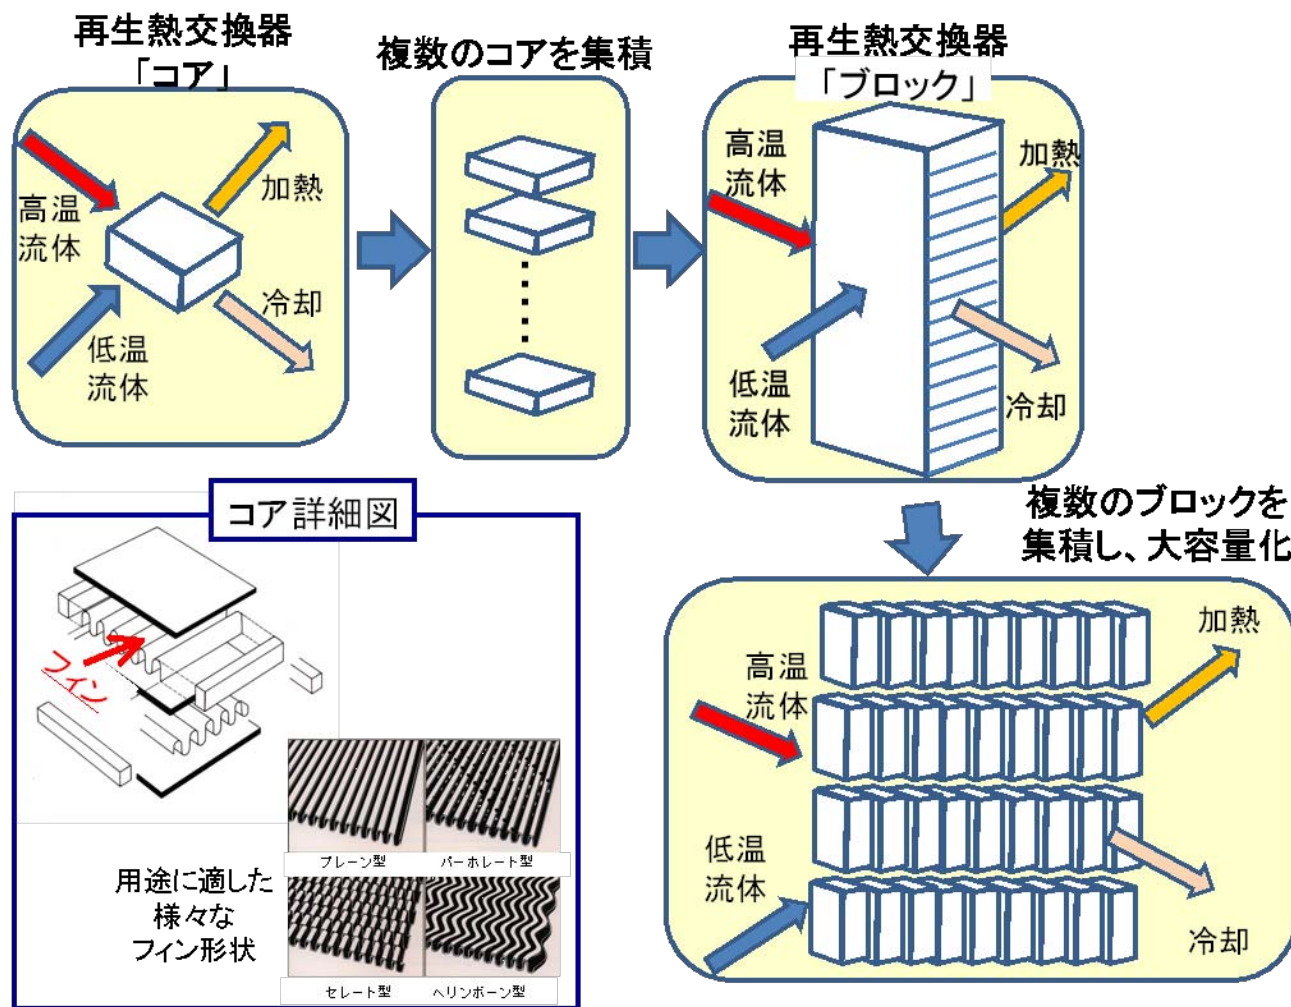 再生熱交換器
「コア」
高温
流体
加熱
低温
流体
冷却
複数のコアを集積
再生熱交換器
「ブロック」
高温
流体
加熱
低温
流体
冷却
複数のブロックを
集積し、大容量化
高温
流体
加熱
低温
流体
冷却
コア詳細図
フィン
プレーン型
パーホレート型
セレート型
ヘリンボーン型
用途に適した
様々な
フィン形状